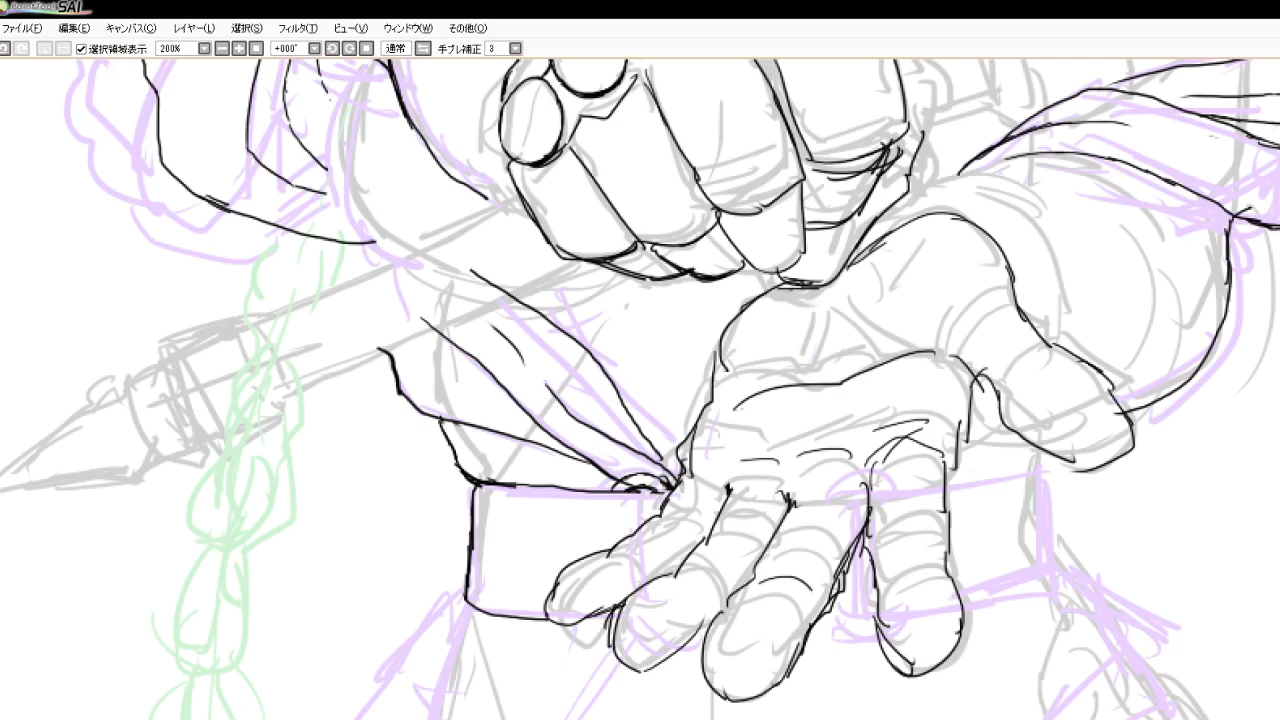 PaintTool SAI
ファイル(F) 編集(E) キャンバス(C) レイヤー(L) 選択(S) フィルタ(T) ビュー(V) ウィンドウ(W) その他(O)
選択領域表示 200% +000° 通常 手ブレ補正 3